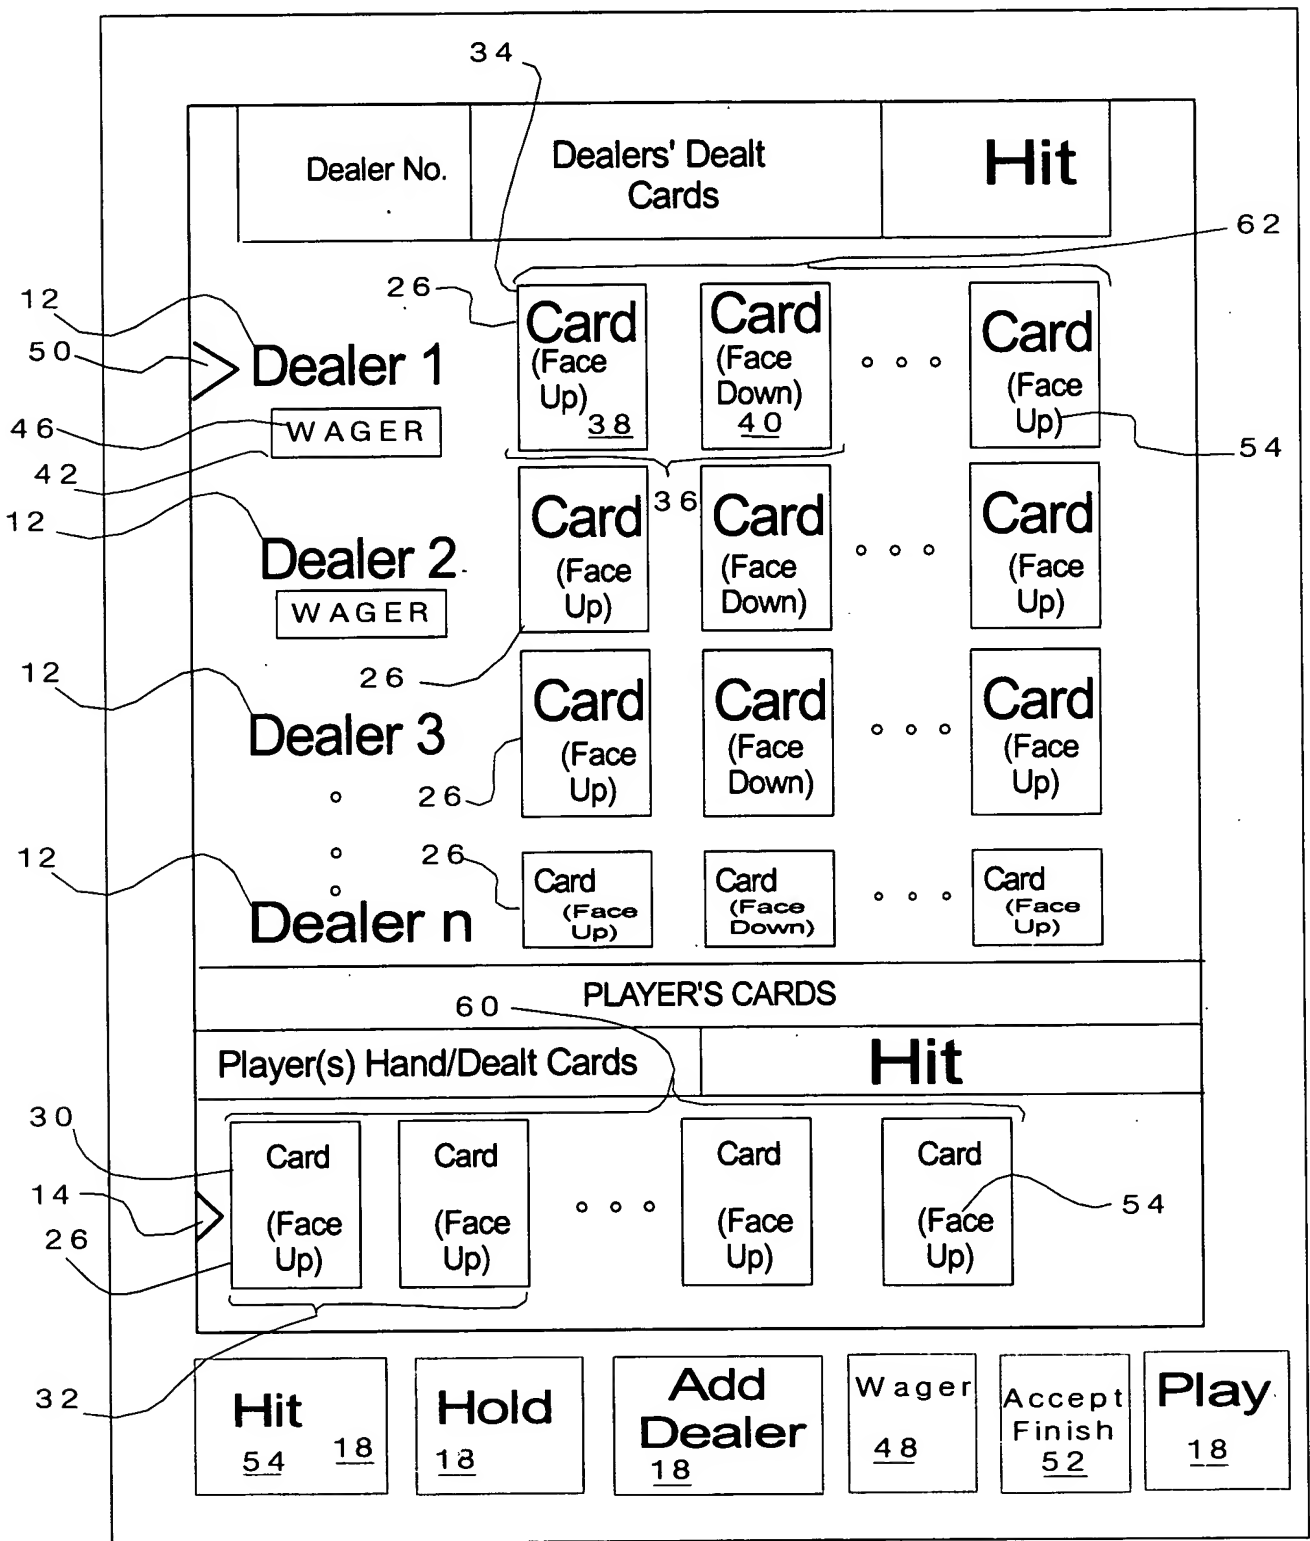 34
Dealer No.
Dealers' Dealt
Cards
Hit
62
12
50
46
42
Dealer 1
WAGER
26
Card
(Face
Up)
38
Card
(Face
Down)
40
Card
(Face
Up)
54
36
12
Dealer 2
WAGER
26
Card
(Face
Up)
Card
(Face
Down)
Card
(Face
Up)
12
Dealer 3
26
Card
(Face
Up)
Card
(Face
Down)
Card
(Face
Up)
12
Dealer n
26
Card
(Face
Up)
Card
(Face
Down)
Card
(Face
Up)
PLAYER'S CARDS
60
Player(s) Hand/Dealt Cards
Hit
30
14
26
Card
(Face
Up)
Card
(Face
Up)
Card
(Face
Up)
Card
(Face
Up)
54
32
Hit
54
18
Hold
18
Add
Dealer
18
Wager
48
Accept
Finish
52
Play
18